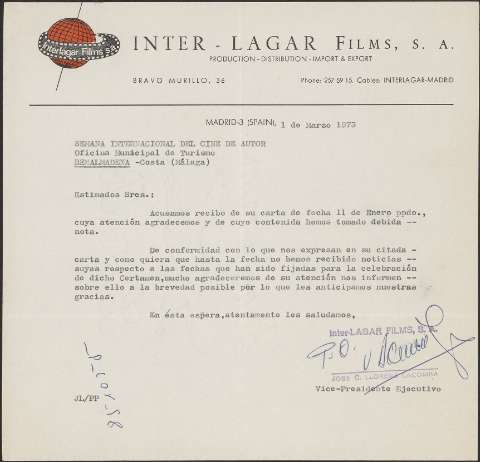 Interlagar Films S.A.
INTER - LAGAR FILMS, S. A.
PRODUCTION - DISTRIBUTION - IMPORT & EXPORT
BRAVO MURILLO, 36
Phone: 257 59 15. Cables: INTERLAGAR-MADRID
MADRID-3 (SPAIN), 1 de Marzo 1973
SEMANA INTERNACIONAL DEL CINE DE AUTOR
Oficina Municipal de Turismo
BENALMADENA -Costa (Málaga)
Estimados Sres.:
Acusamos recibo de su carta de fecha 11 de Enero ppdo.,
cuya atención agradecemos y de cuyo contenido hemos tomado debida --
nota.
De conformidad con lo que nos expresan en su citada -
carta y como quiera que hasta la fecha no hemos recibido noticias --
suyas respecto a las fechas que han sido fijadas para la celebración
de dicho Certamen,mucho agradeceremos de su atención nos informen --
sobre ello a la brevedad posible por lo que les anticipamos nuestras
gracias.
En ésta espera,atentamente les saludamos,
Inter-LAGAR FILMS, S. A.
P.O.
JOSE C. LLORENS LACOMBA
Vice-Presidente Ejecutivo
JL/PP